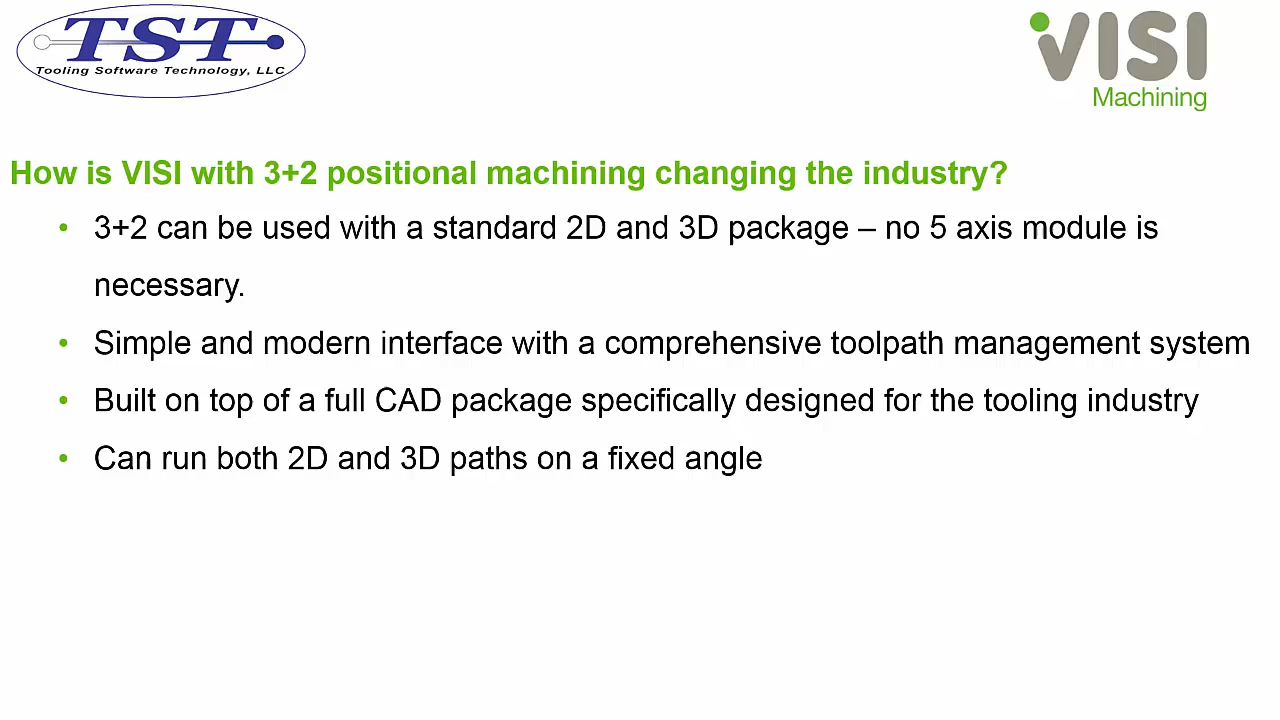 TST
Tooling Software Technology, LLC
VISI
Machining
How is VISI with 3+2 positional machining changing the industry?
• 3+2 can be used with a standard 2D and 3D package – no 5 axis module is
necessary.
• Simple and modern interface with a comprehensive toolpath management system
• Built on top of a full CAD package specifically designed for the tooling industry
• Can run both 2D and 3D paths on a fixed angle